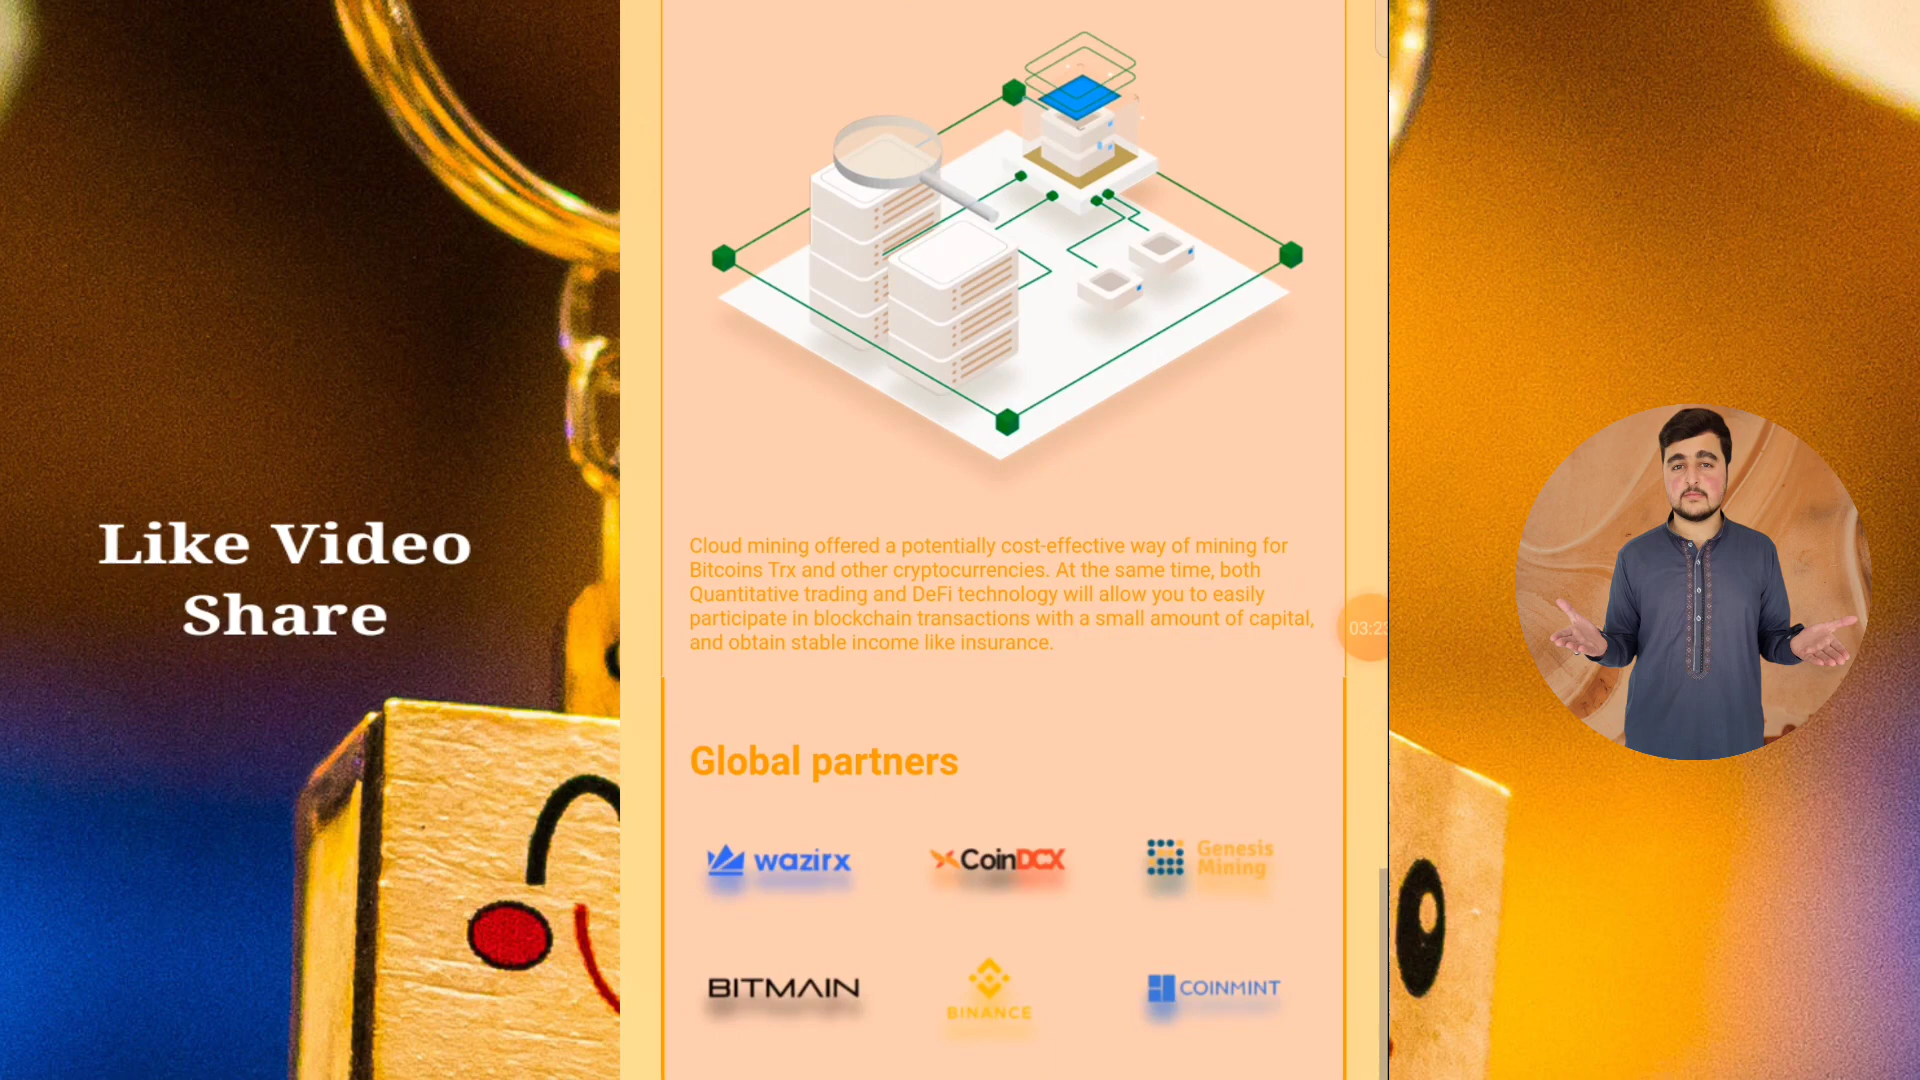 Like Video
Share
Cloud mining offered a potentially cost-effective way of mining for
Bitcoins Trx and other cryptocurrencies. At the same time, both
Quantitative trading and DeFi technology will allow you to easily
participate in blockchain transactions with a small amount of capital,
and obtain stable income like insurance.
03:23
Global partners
wazirx
CoinDCX
Genesis
Mining
BITMAIN
BINANCE
COINMINT